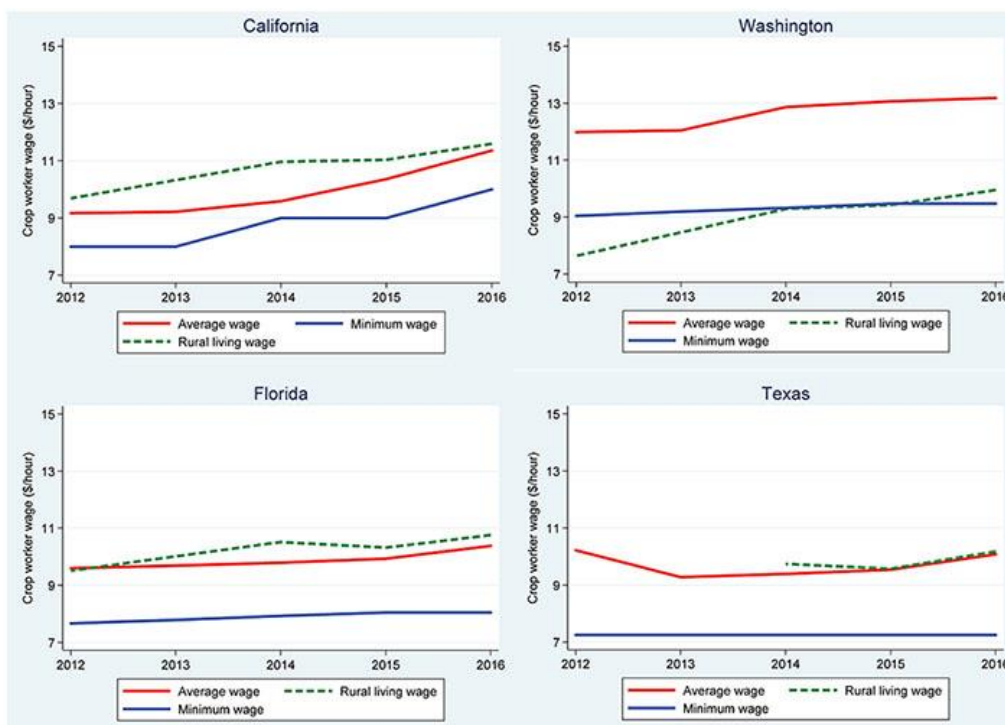 California
Crop worker wage ($/hour)
15
13
11
9
7
2012 2013 2014 2015 2016
Average wage Minimum wage
Rural living wage
Washington
Crop worker wage ($/hour)
15
13
11
9
7
2012 2013 2014 2015 2016
Average wage Rural living wage
Minimum wage
Florida
Crop worker wage ($/hour)
15
13
11
9
7
2012 2013 2014 2015 2016
Average wage Rural living wage
Minimum wage
Texas
Crop worker wage ($/hour)
15
13
11
9
7
2012 2013 2014 2015 2016
Average wage Rural living wage
Minimum wage